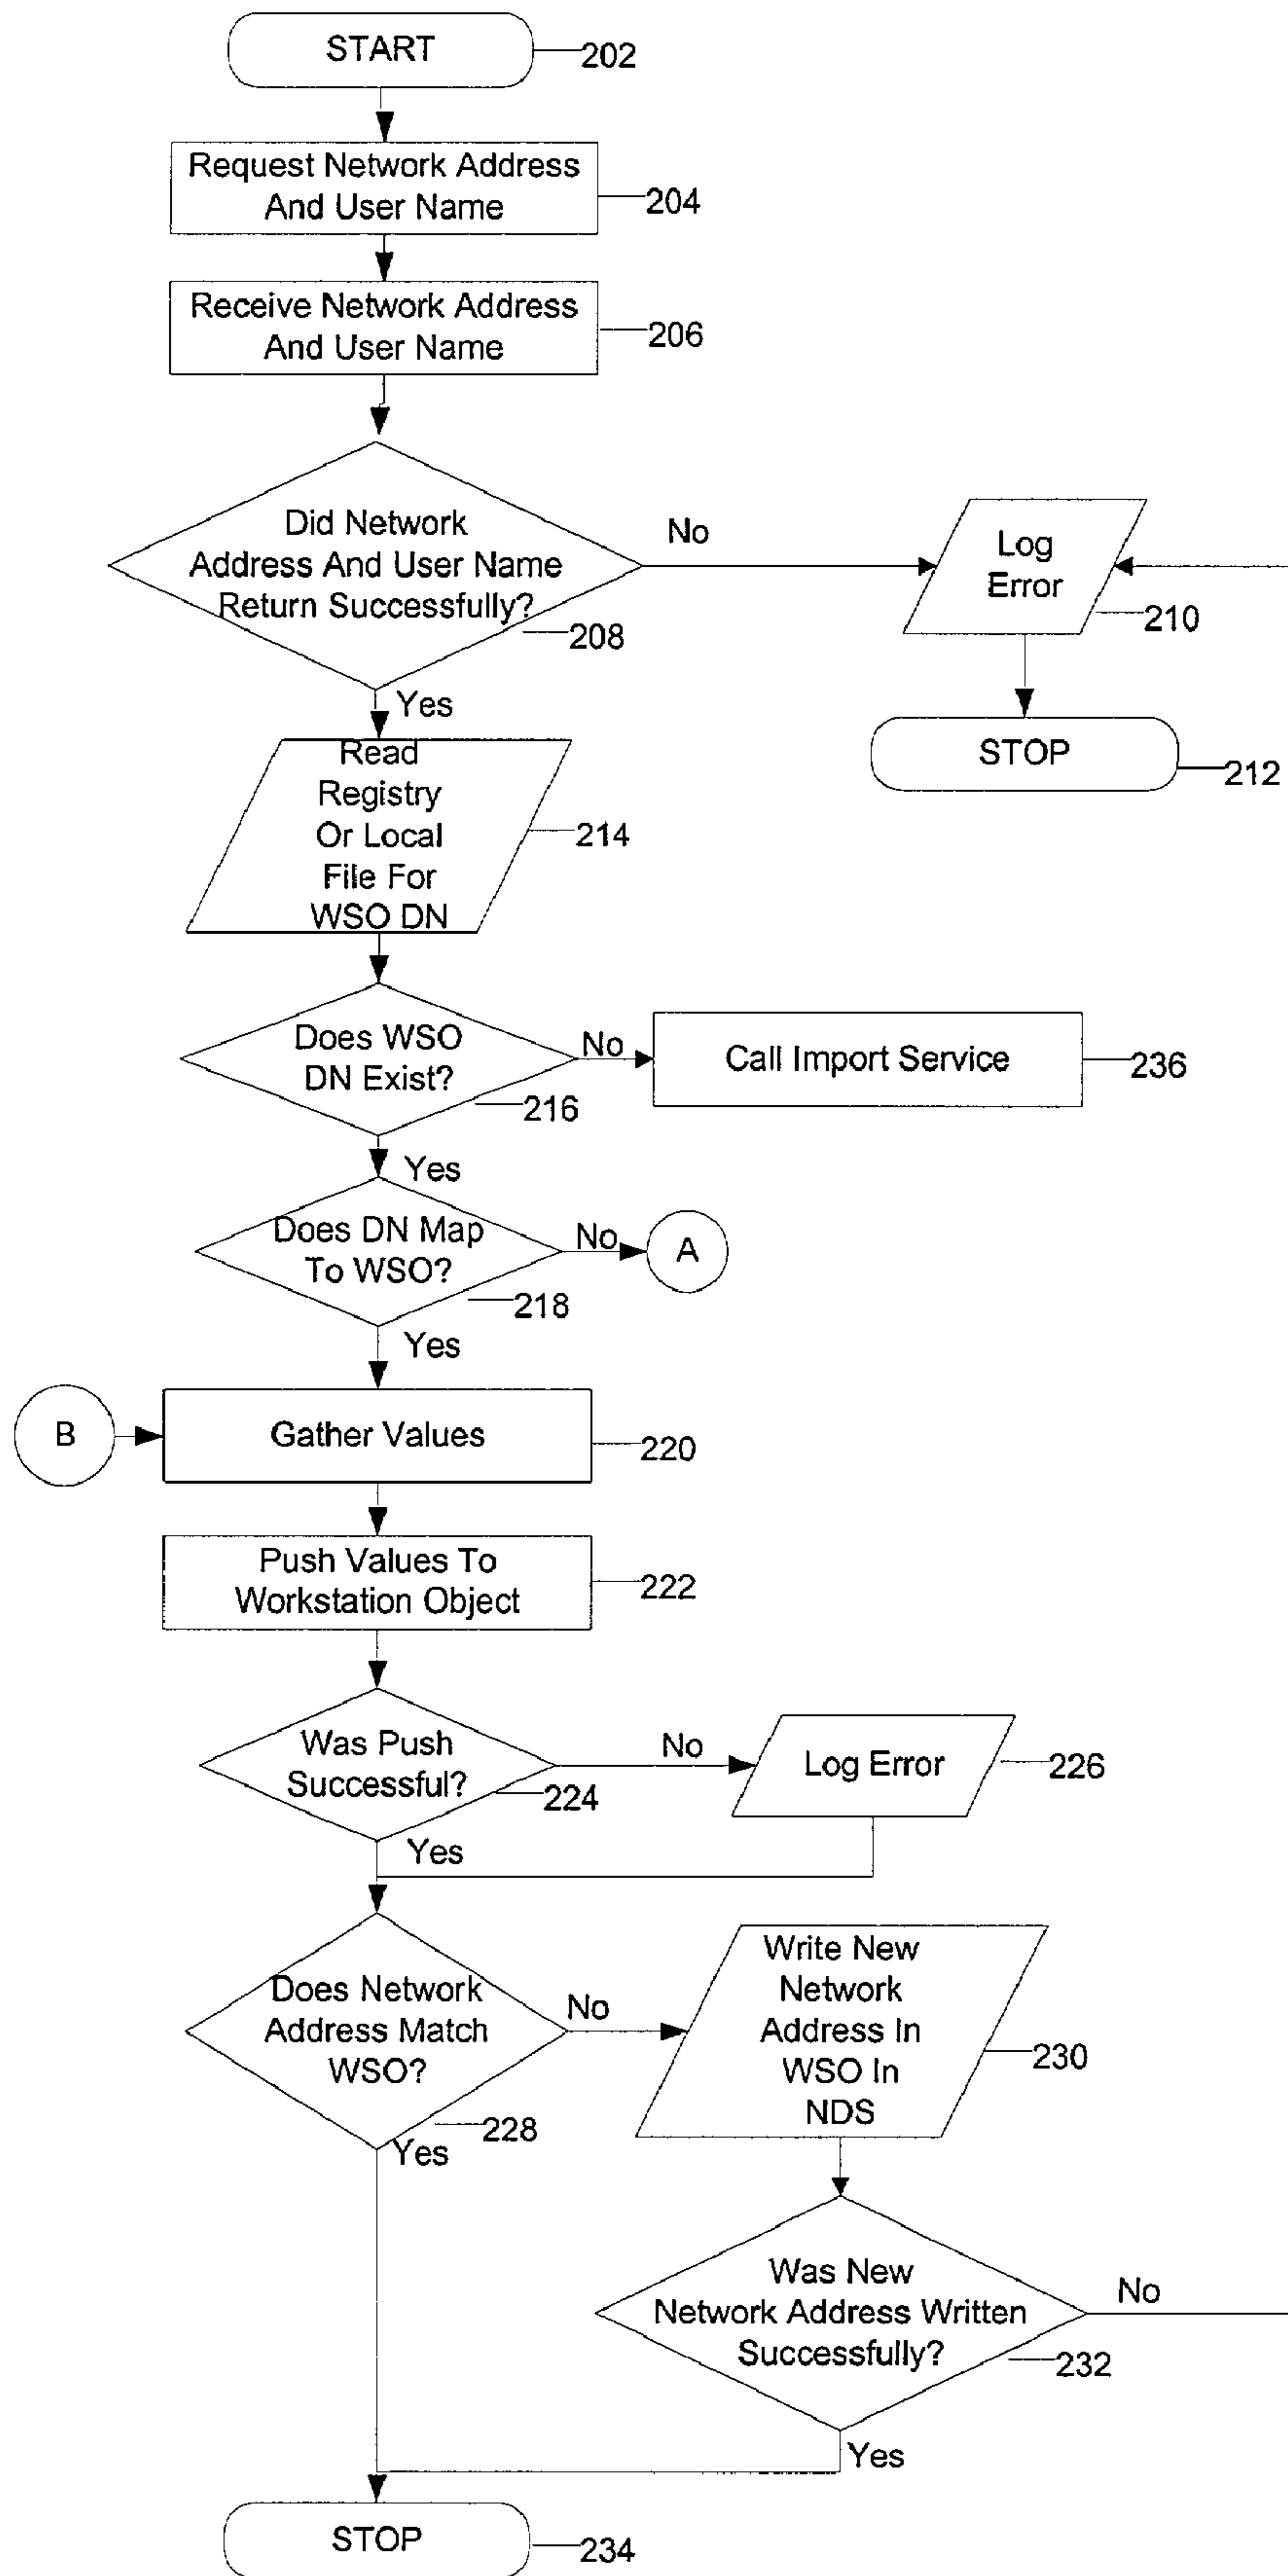 START
202
Request Network Address
And User Name
204
Receive Network Address
And User Name
206
Did Network
Address And User Name
Return Successfully?
208
No
Log
Error
210
STOP
212
Yes
Read
Registry
Or Local
File For
WSO DN
214
Does WSO
DN Exist?
216
No
Call Import Service
236
Yes
Does DN Map
To WSO?
218
No
A
Yes
B
Gather Values
220
Push Values To
Workstation Object
222
Was Push
Successful?
224
No
Log Error
226
Yes
Does Network
Address Match
WSO?
228
No
Write New
Network
Address In
WSO In
NDS
230
Yes
Was New
Network Address Written
Successfully?
232
No
Yes
STOP
234